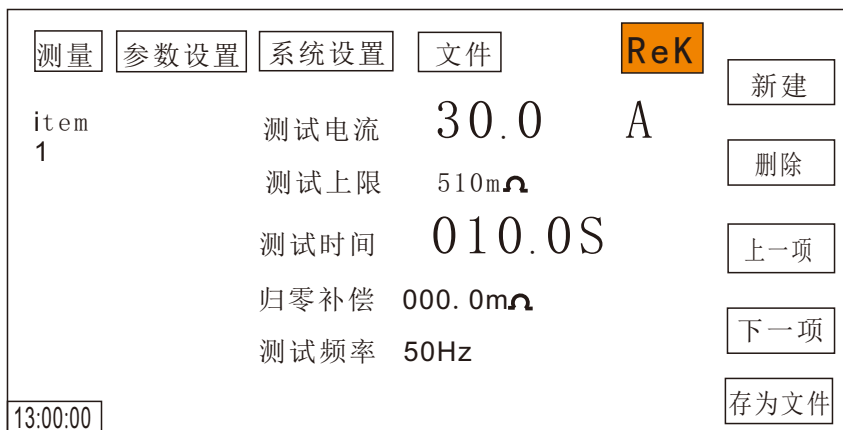 测量 参数设置 系统设置 文件 ReK
新建
item 测试电流 30.0 A
1
删除
测试上限 510mΩ
测试时间 010.0S
上一项
归零补偿 000. 0mΩ
下一项
测试频率 50Hz
存为文件
13:00:00